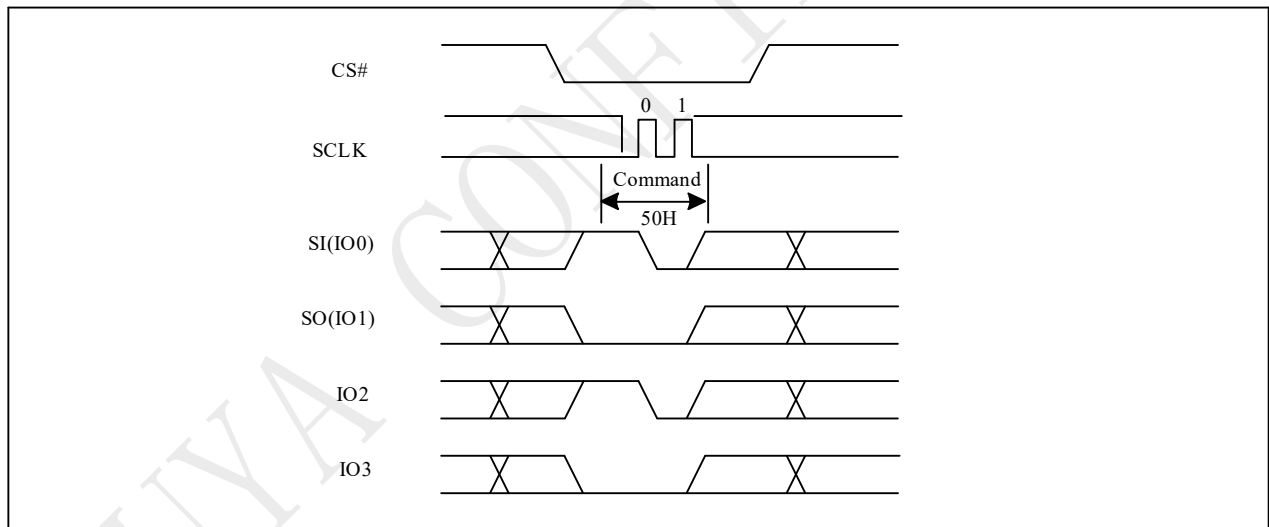 CS#
0 1
SCLK
Command
50H
SI(IO0)
SO(IO1)
IO2
IO3